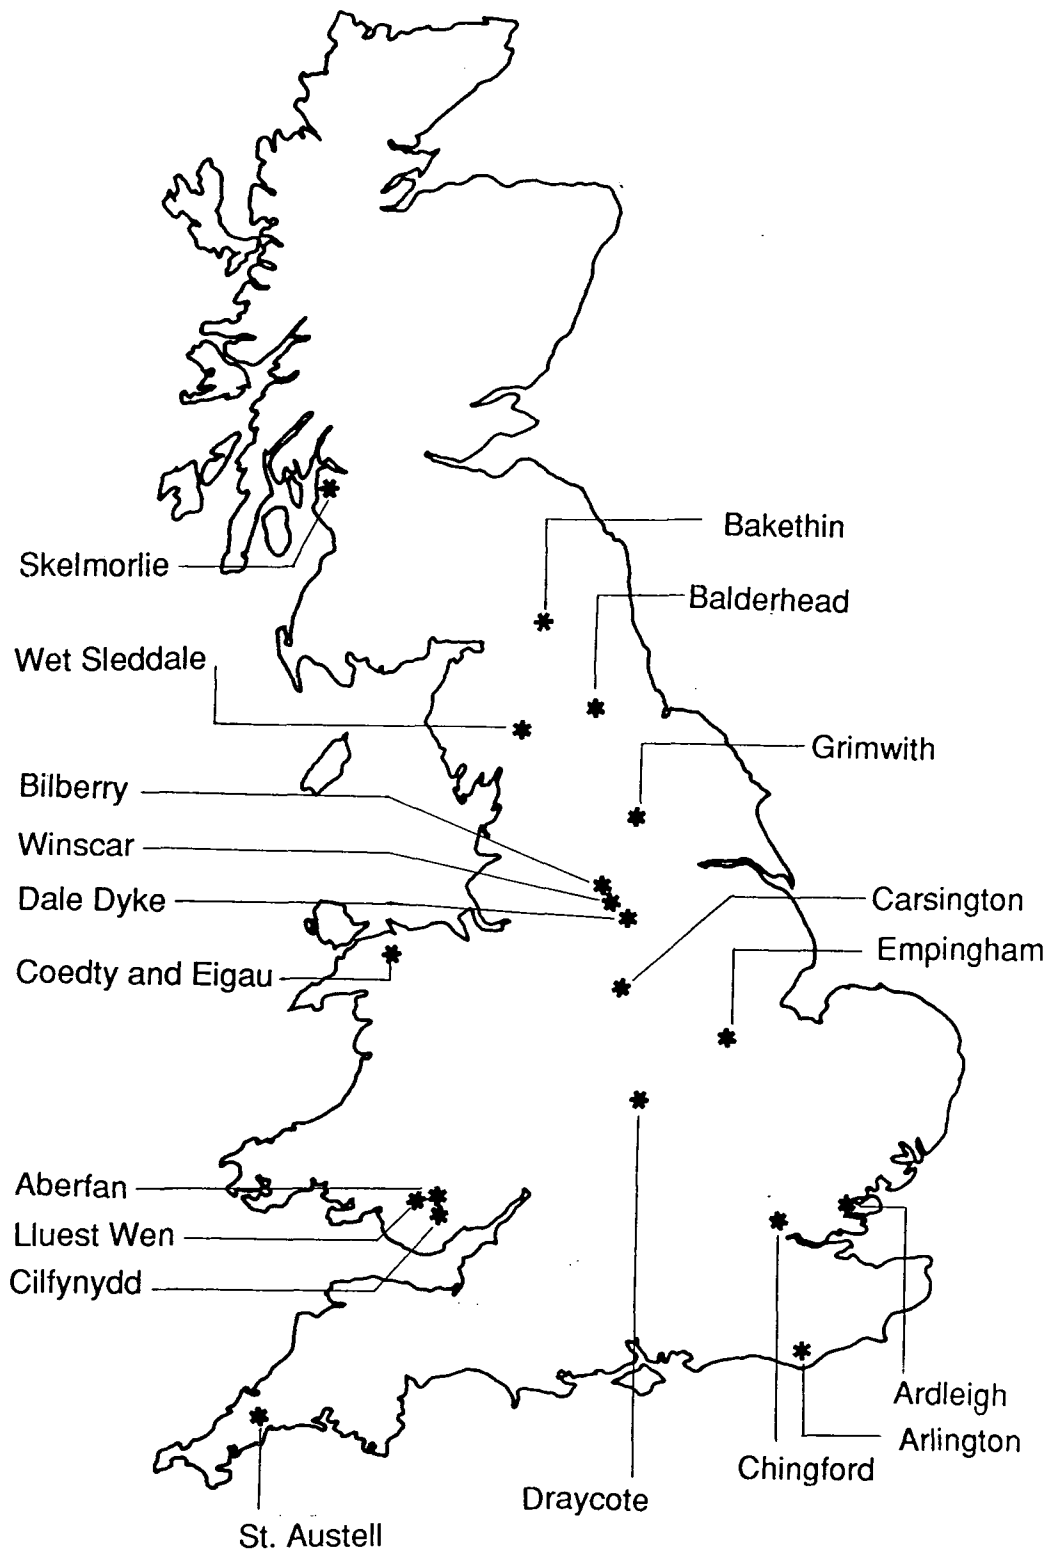 Bakethin
Skelmorlie
Balderhead
Wet Sleddale
Grimwith
Bilberry
Winscar
Dale Dyke
Carsington
Empingham
Coedty and Eigau
Aberfan
Lluest Wen
Cilfynydd
Ardleigh
Arlington
Chingford
Draycote
St. Austell